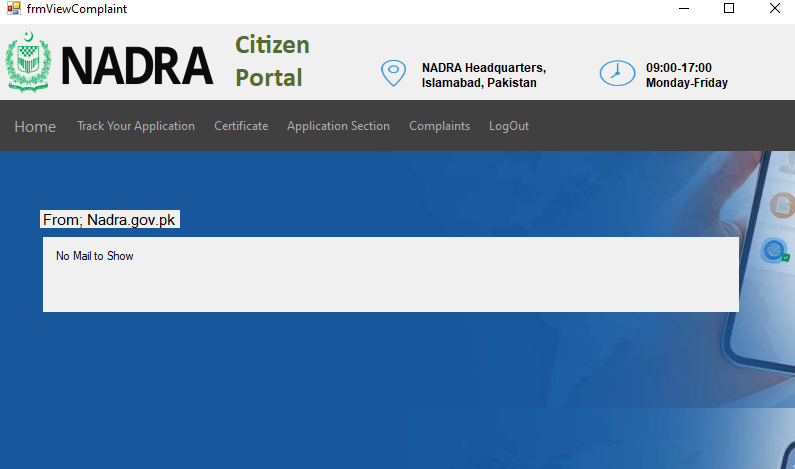 frmViewComplaint
NADRA
Citizen
Portal
NADRA Headquarters,
Islamabad, Pakistan
09:00-17:00
Monday-Friday
Home Track Your Application Certificate Application Section Complaints LogOut
From; Nadra.gov.pk
No Mail to Show